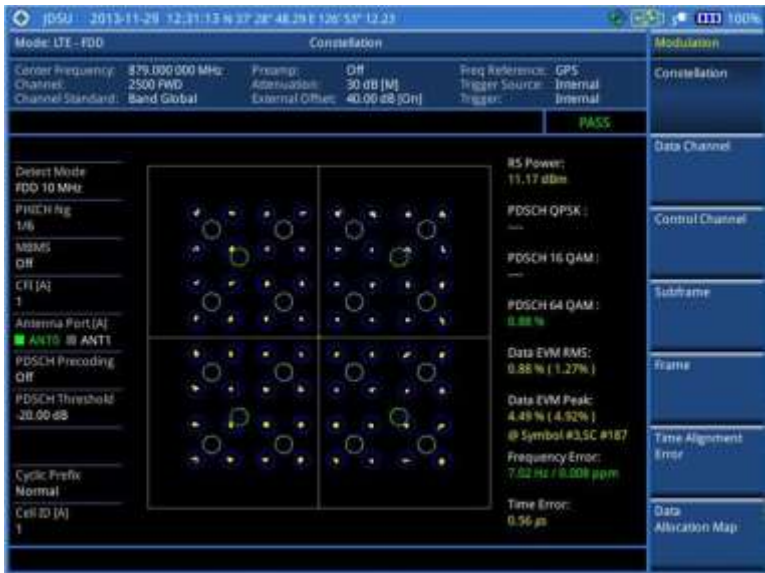 JDSU 2013-11-29 12:31:13 N 37° 28' 48.29 E 126° 53' 12.23 100%
Mode: LTE - FDD Constellation Modulation
Center Frequency: 879.000 000 MHz Preamp: Off Freq Reference: GPS
Channel: 2500 FWD Attenuation: 30 dB [M] Trigger Source: Internal
Channel Standard: Band Global External Offset: 40.00 dB [On] Trigger: Internal
PASS
Detect Mode
FDD 10 MHz
PHICH Ng
1/6
MBMS
Off
CFI [A]
1
Antenna Port [A]
ANT0 ANT1
PDSCH Precoding
Off
PDSCH Threshold
-20.00 dB
Cyclic Prefix
Normal
Cell ID [A]
1
RS Power:
11.17 dBm
PDSCH QPSK :
---
PDSCH 16 QAM :
---
PDSCH 64 QAM :
0.88 %
Data EVM RMS:
0.88 % ( 1.27% )
Data EVM Peak:
4.49 % ( 4.92% )
@ Symbol #3,SC #187
Frequency Error:
7.02 Hz / 0.008 ppm
Time Error:
0.56 µs
Constellation
Data Channel
Control Channel
Subframe
Frame
Time Alignment
Error
Data
Allocation Map